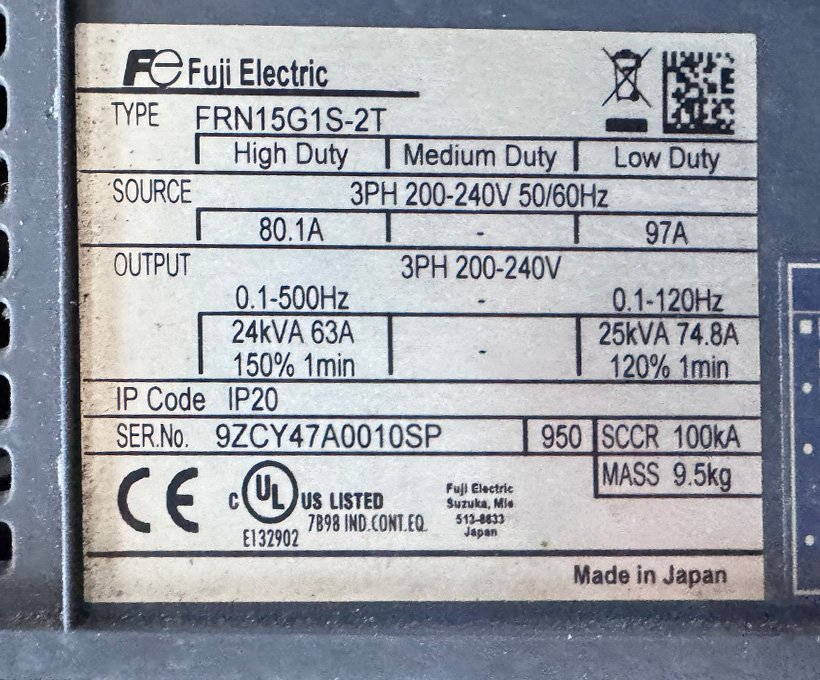 Fe Fuji Electric
TYPE FRN15G1S-2T
High Duty Medium Duty Low Duty
SOURCE 3PH 200-240V 50/60Hz
80.1A - 97A
OUTPUT 3PH 200-240V
0.1-500Hz - 0.1-120Hz
24kVA 63A - 25kVA 74.8A
150% 1min 120% 1min
IP Code IP20
SER.No. 9ZCY47A0010SP 950 SCCR 100kA
MASS 9.5kg
CE c UL US LISTED
7B98 IND.CONT.EQ.
E132902
Fuji Electric
Suzuka, Mie
513-8633
Japan
Made in Japan